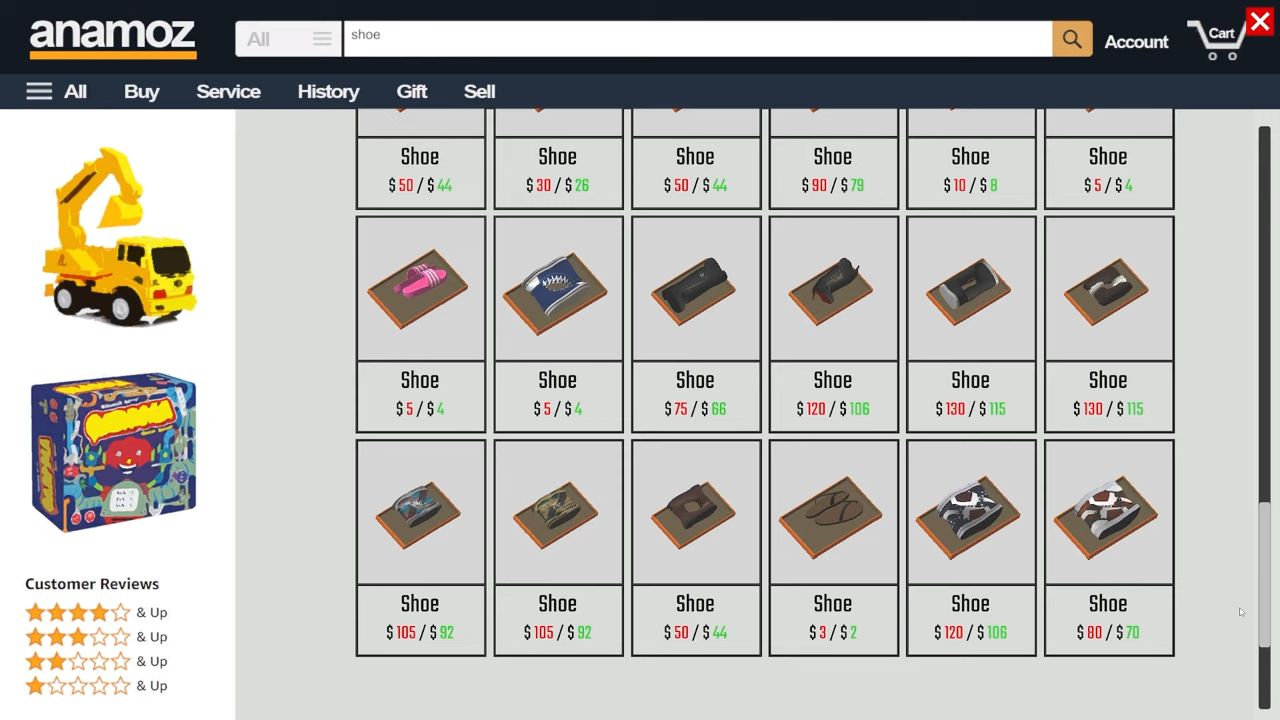 anamoz
All
shoe
Account
Cart
All Buy Service History Gift Sell
Shoe Shoe Shoe Shoe Shoe Shoe
$ 50 / $ 44 $ 30 / $ 26 $ 50 / $ 44 $ 90 / $ 79 $ 10 / $ 8 $ 5 / $ 4
Shoe Shoe Shoe Shoe Shoe Shoe
$ 5 / $ 4 $ 5 / $ 4 $ 75 / $ 66 $ 120 / $ 106 $ 130 / $ 115 $ 130 / $ 115
Shoe Shoe Shoe Shoe Shoe Shoe
$ 105 / $ 92 $ 105 / $ 92 $ 50 / $ 44 $ 3 / $ 2 $ 120 / $ 106 $ 80 / $ 70
Customer Reviews
& Up
& Up
& Up
& Up